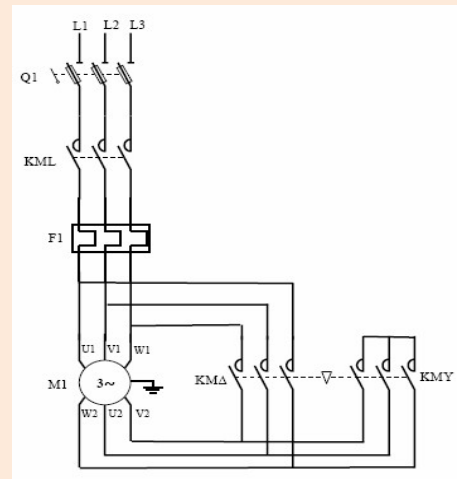 L1 L2 L3
Q1
KML
F1
U1 V1 W1
M1 3~ KMΔ KMY
W2 U2 V2